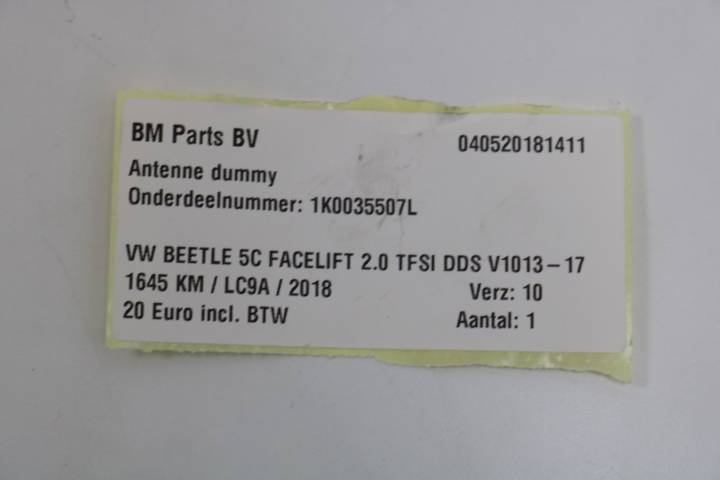 BM Parts BV 040520181411
Antenne dummy
Onderdeelnummer: 1K0035507L
VW BEETLE 5C FACELIFT 2.0 TFSI DDS V1013-17
1645 KM / LC9A / 2018 Verz: 10
20 Euro incl. BTW Aantal: 1